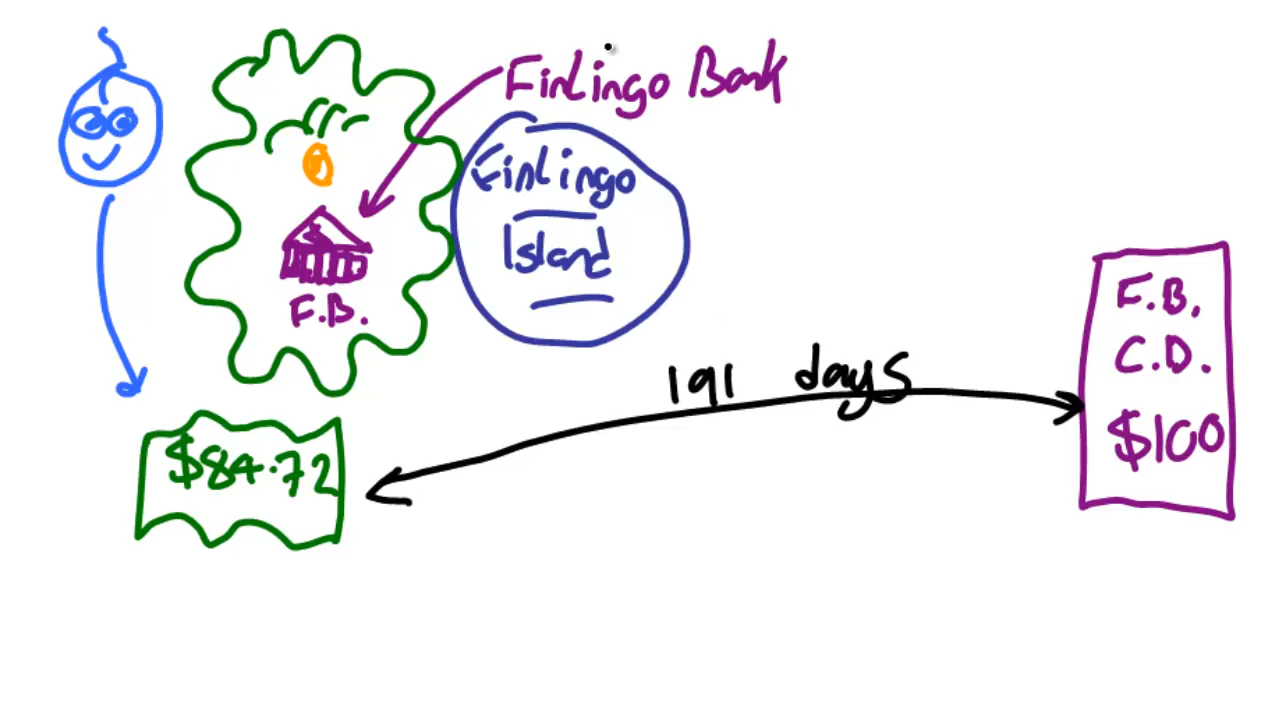 FinLingo Bank
FinLingo
Island
F.B.
191 days
F.B.
C.D.
$100
$84.72